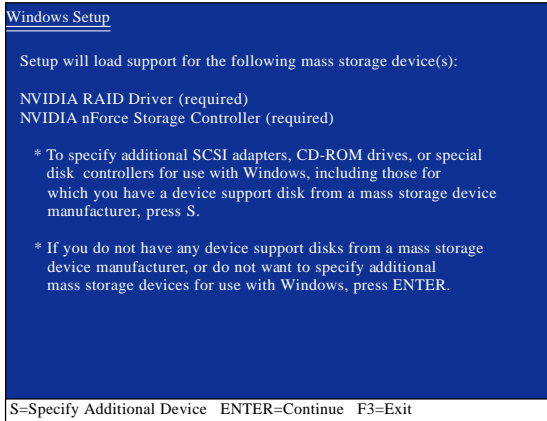 Windows Setup
Setup will load support for the following mass storage device(s):
NVIDIA RAID Driver (required)
NVIDIA nForce Storage Controller (required)
* To specify additional SCSI adapters, CD-ROM drives, or special
disk controllers for use with Windows, including those for
which you have a device support disk from a mass storage device
manufacturer, press S.
* If you do not have any device support disks from a mass storage
device manufacturer, or do not want to specify additional
mass storage devices for use with Windows, press ENTER.
S=Specify Additional Device ENTER=Continue F3=Exit